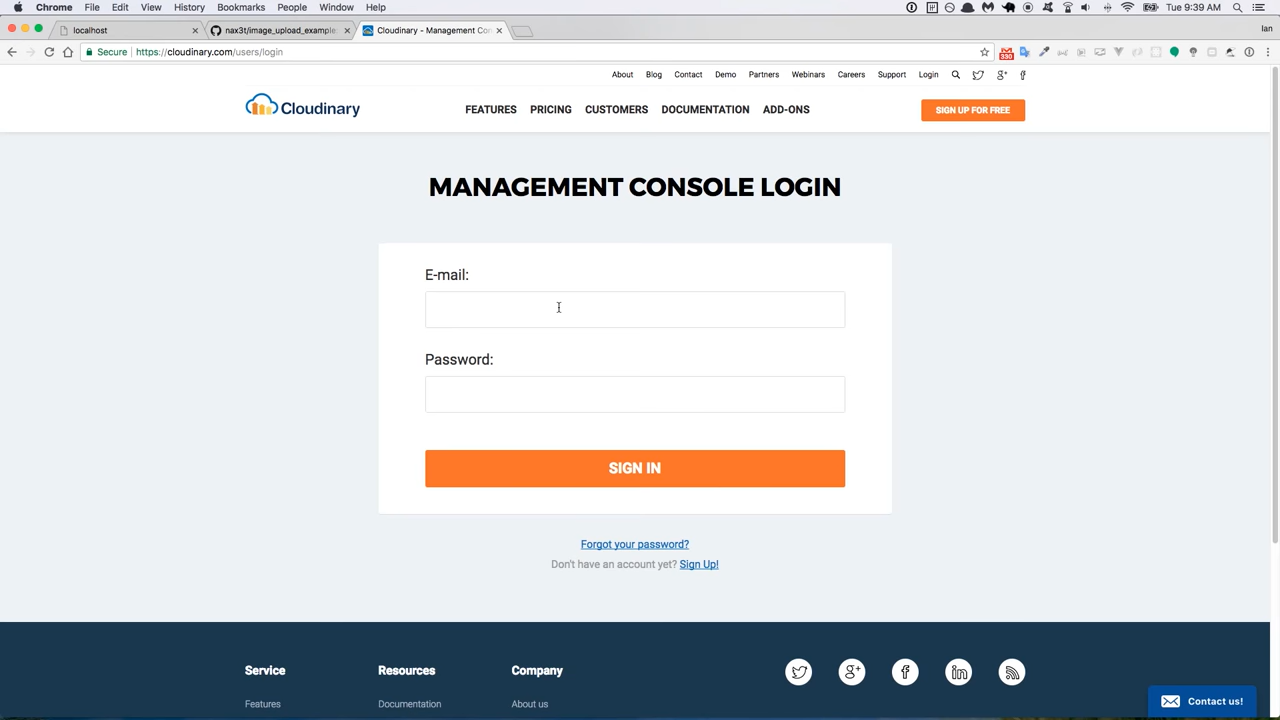 Chrome File Edit View History Bookmarks People Window Help Tue 9:39 AM
localhost
nax3t/image_upload_example
Cloudinary - Management Con
Ian
Secure https://cloudinary.com/users/login
330
About Blog Contact Demo Partners Webinars Careers Support Login
Cloudinary FEATURES PRICING CUSTOMERS DOCUMENTATION ADD-ONS SIGN UP FOR FREE
MANAGEMENT CONSOLE LOGIN
E-mail:
Password:
SIGN IN
Forgot your password?
Don't have an account yet? Sign Up!
Service Resources Company
Features Documentation About us
Contact us!